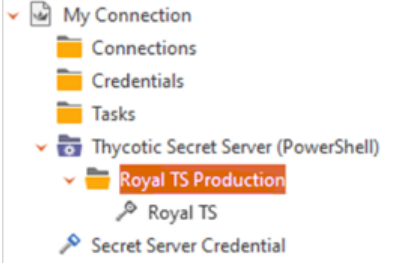 My Connection
Connections
Credentials
Tasks
Thycotic Secret Server (PowerShell)
Royal TS Production
Royal TS
Secret Server Credential